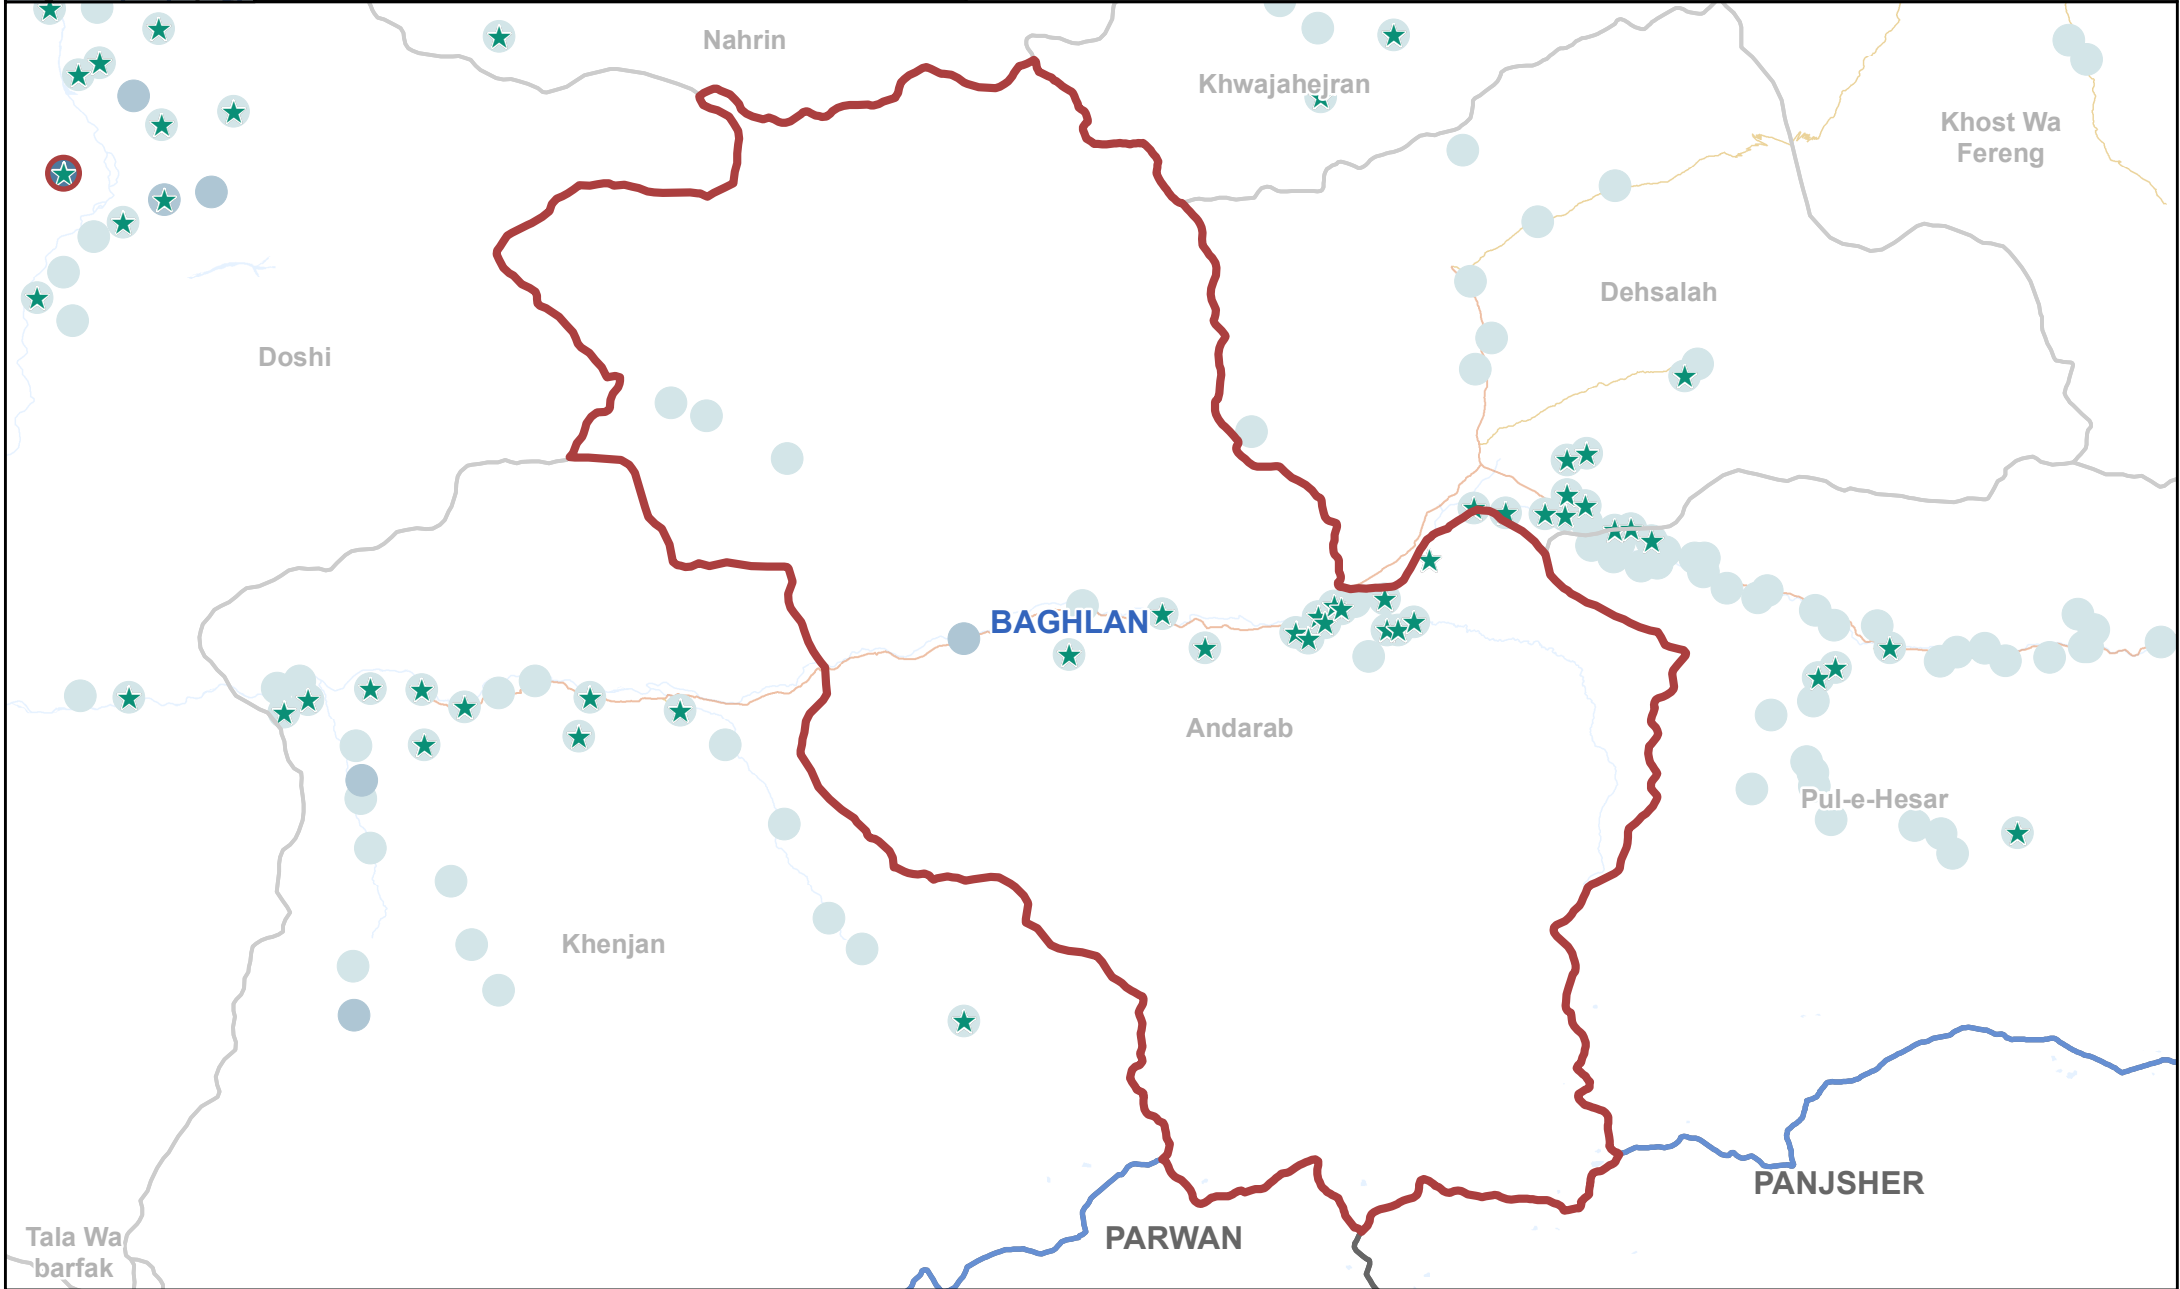 Nahrin
Khwajahejran
Khost Wa
Fereng
Dehsalah
Doshi
BAGHLAN
Andarab
Pul-e-Hesar
Khenjan
PANJSHER
PARWAN
Tala Wa
barfak